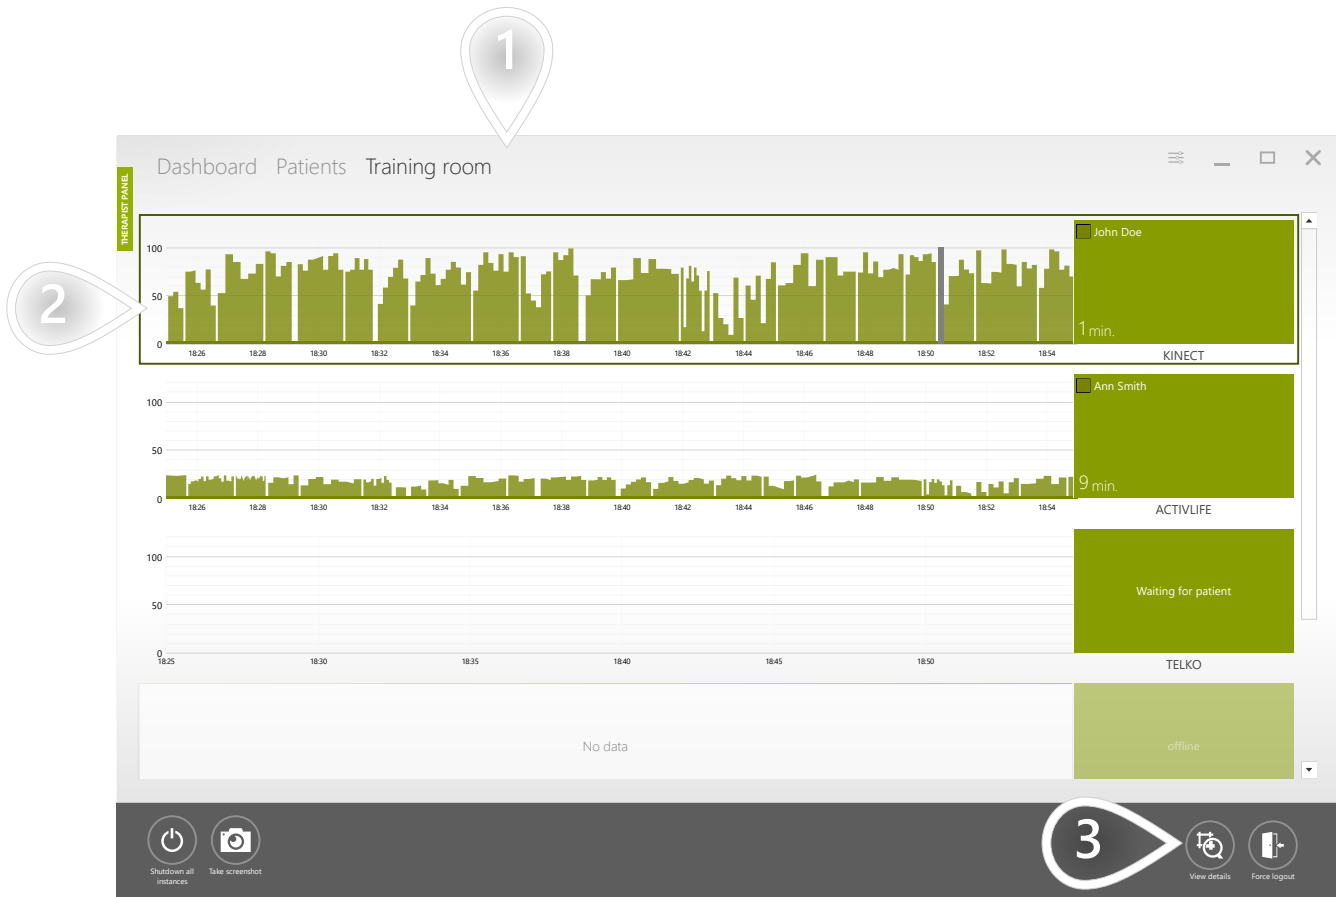 1
Dashboard Patients Training room
THERAPIST PANEL
2
100
50
0
18:26 18:28 18:30 18:32 18:34 18:36 18:38 18:40 18:42 18:44 18:46 18:48 18:50 18:52 18:54
John Doe
1 min.
KINECT
100
50
0
18:26 18:28 18:30 18:32 18:34 18:36 18:38 18:40 18:42 18:44 18:46 18:48 18:50 18:52 18:54
Ann Smith
9 min.
ACTIVLIFE
100
50
0
18:25 18:30 18:35 18:40 18:45 18:50
Waiting for patient
TELKO
No data
offline
Shutdown all
instances
Take screenshot
3
View details
Force logout